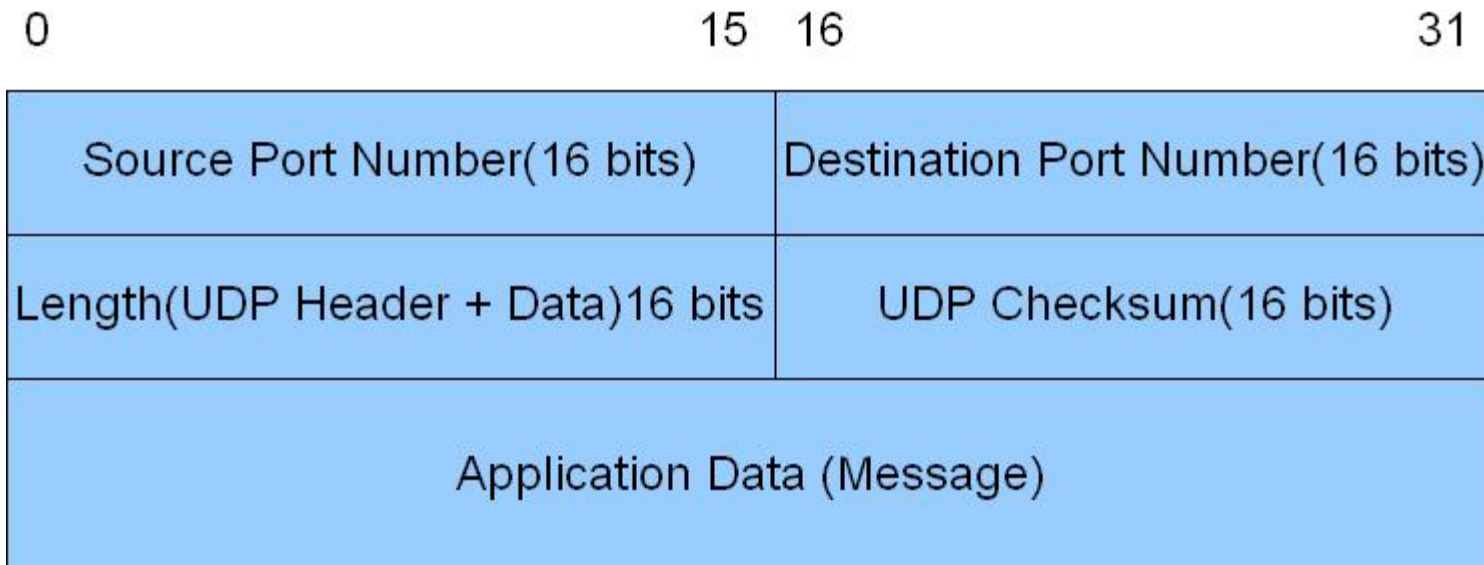 0 15 16 31
Source Port Number(16 bits) Destination Port Number(16 bits)
Length(UDP Header + Data)16 bits UDP Checksum(16 bits)
Application Data (Message)